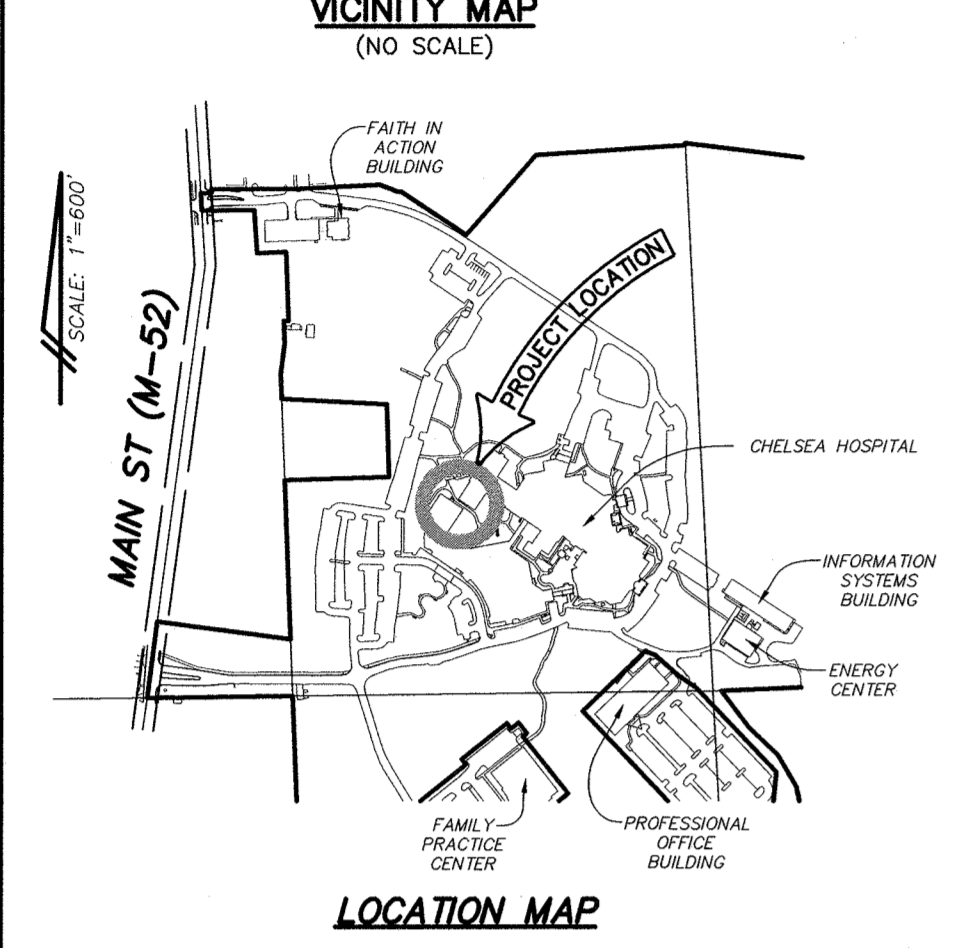 VICINITY MAP
(NO SCALE)
FAITH IN
ACTION
BUILDING
SCALE: 1"=600'
PROJECT LOCATION
MAIN ST (M-52)
CHELSEA HOSPITAL
INFORMATION
SYSTEMS
BUILDING
ENERGY
CENTER
FAMILY
PRACTICE
CENTER
PROFESSIONAL
OFFICE
BUILDING
LOCATION MAP